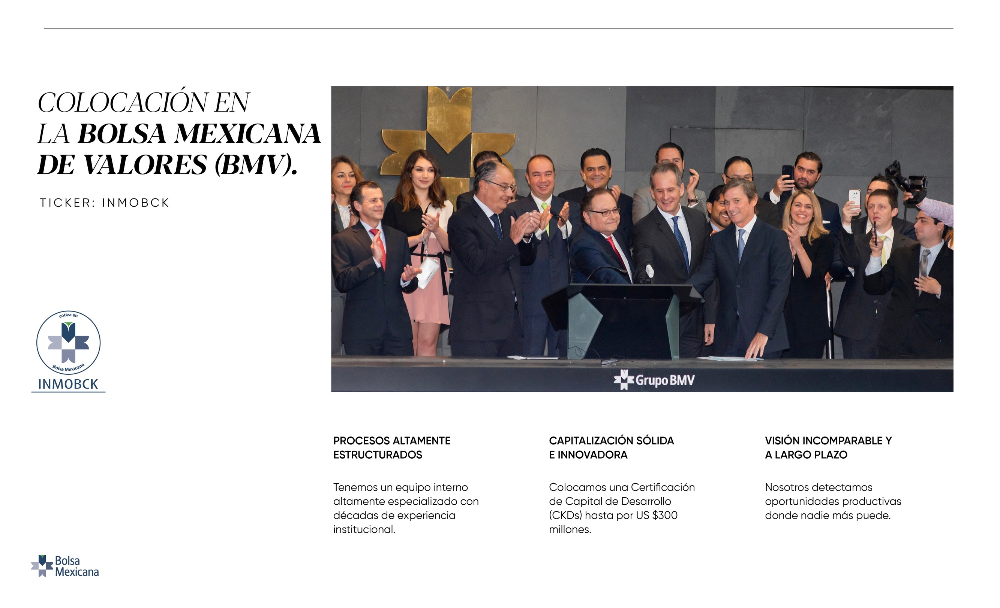 COLOCACIÓN EN
LA BOLSA MEXICANA
DE VALORES (BMV).
TICKER: INMOBCK
cotiza en
Bolsa Mexicana
INMOBCK
Grupo BMV
PROCESOS ALTAMENTE
ESTRUCTURADOS
Tenemos un equipo interno
altamente especializado con
décadas de experiencia
institucional.
CAPITALIZACIÓN SÓLIDA
E INNOVADORA
Colocamos una Certificación
de Capital de Desarrollo
(CKDs) hasta por US $300
millones.
VISIÓN INCOMPARABLE Y
A LARGO PLAZO
Nosotros detectamos
oportunidades productivas
donde nadie más puede.
Bolsa
Mexicana